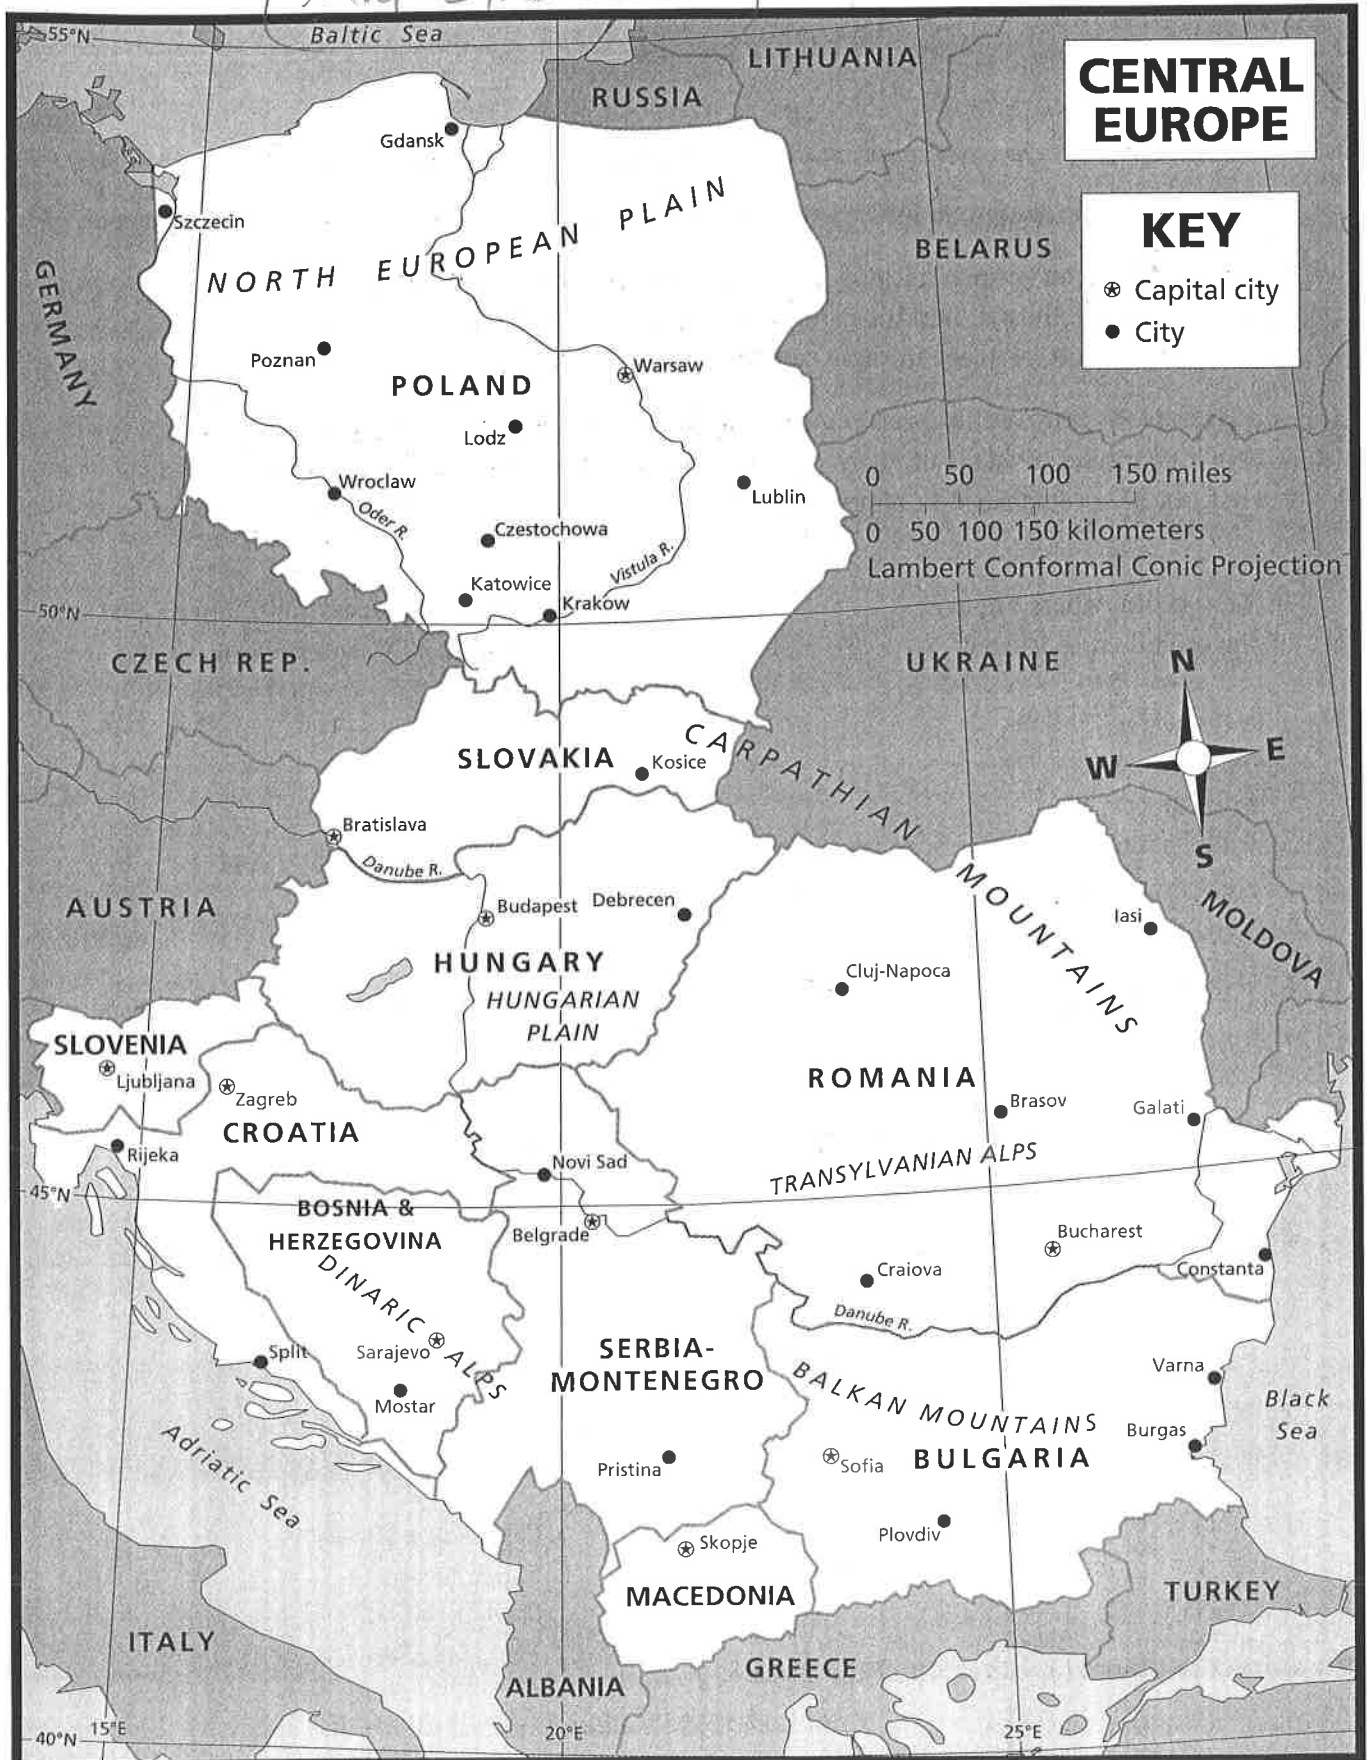 55°N
Baltic Sea
LITHUANIA
CENTRAL
EUROPE
RUSSIA
Gdansk
KEY
Capital city
City
Szczecin
NORTH EUROPEAN PLAIN
BELARUS
GERMANY
Poznan
POLAND
Warsaw
Lodz
Wroclaw
Oder R.
Lublin
0 50 100 150 miles
0 50 100 150 kilometers
Lambert Conformal Conic Projection
Czestochowa
Vistula R.
Katowice
Krakow
50°N
CZECH REP.
UKRAINE
N
W
E
S
SLOVAKIA
CARPATHIAN
MOUNTAINS
Kosice
Bratislava
Danube R.
AUSTRIA
Budapest
Debrecen
Iasi
MOLDOVA
HUNGARY
HUNGARIAN
PLAIN
Cluj-Napoca
SLOVENIA
Ljubljana
Zagreb
ROMANIA
Brasov
Galati
CROATIA
Rijeka
Novi Sad
TRANSYLVANIAN ALPS
45°N
BOSNIA &
HERZEGOVINA
Belgrade
Bucharest
Constanta
DINARIC ALPS
Craiova
Danube R.
Split
Sarajevo
Mostar
SERBIA-
MONTENEGRO
BALKAN MOUNTAINS
Varna
Black
Sea
Burgas
Adriatic Sea
Pristina
Sofia
BULGARIA
Plovdiv
Skopje
MACEDONIA
TURKEY
ITALY
ALBANIA
GREECE
40°N
15°E
20°E
25°E